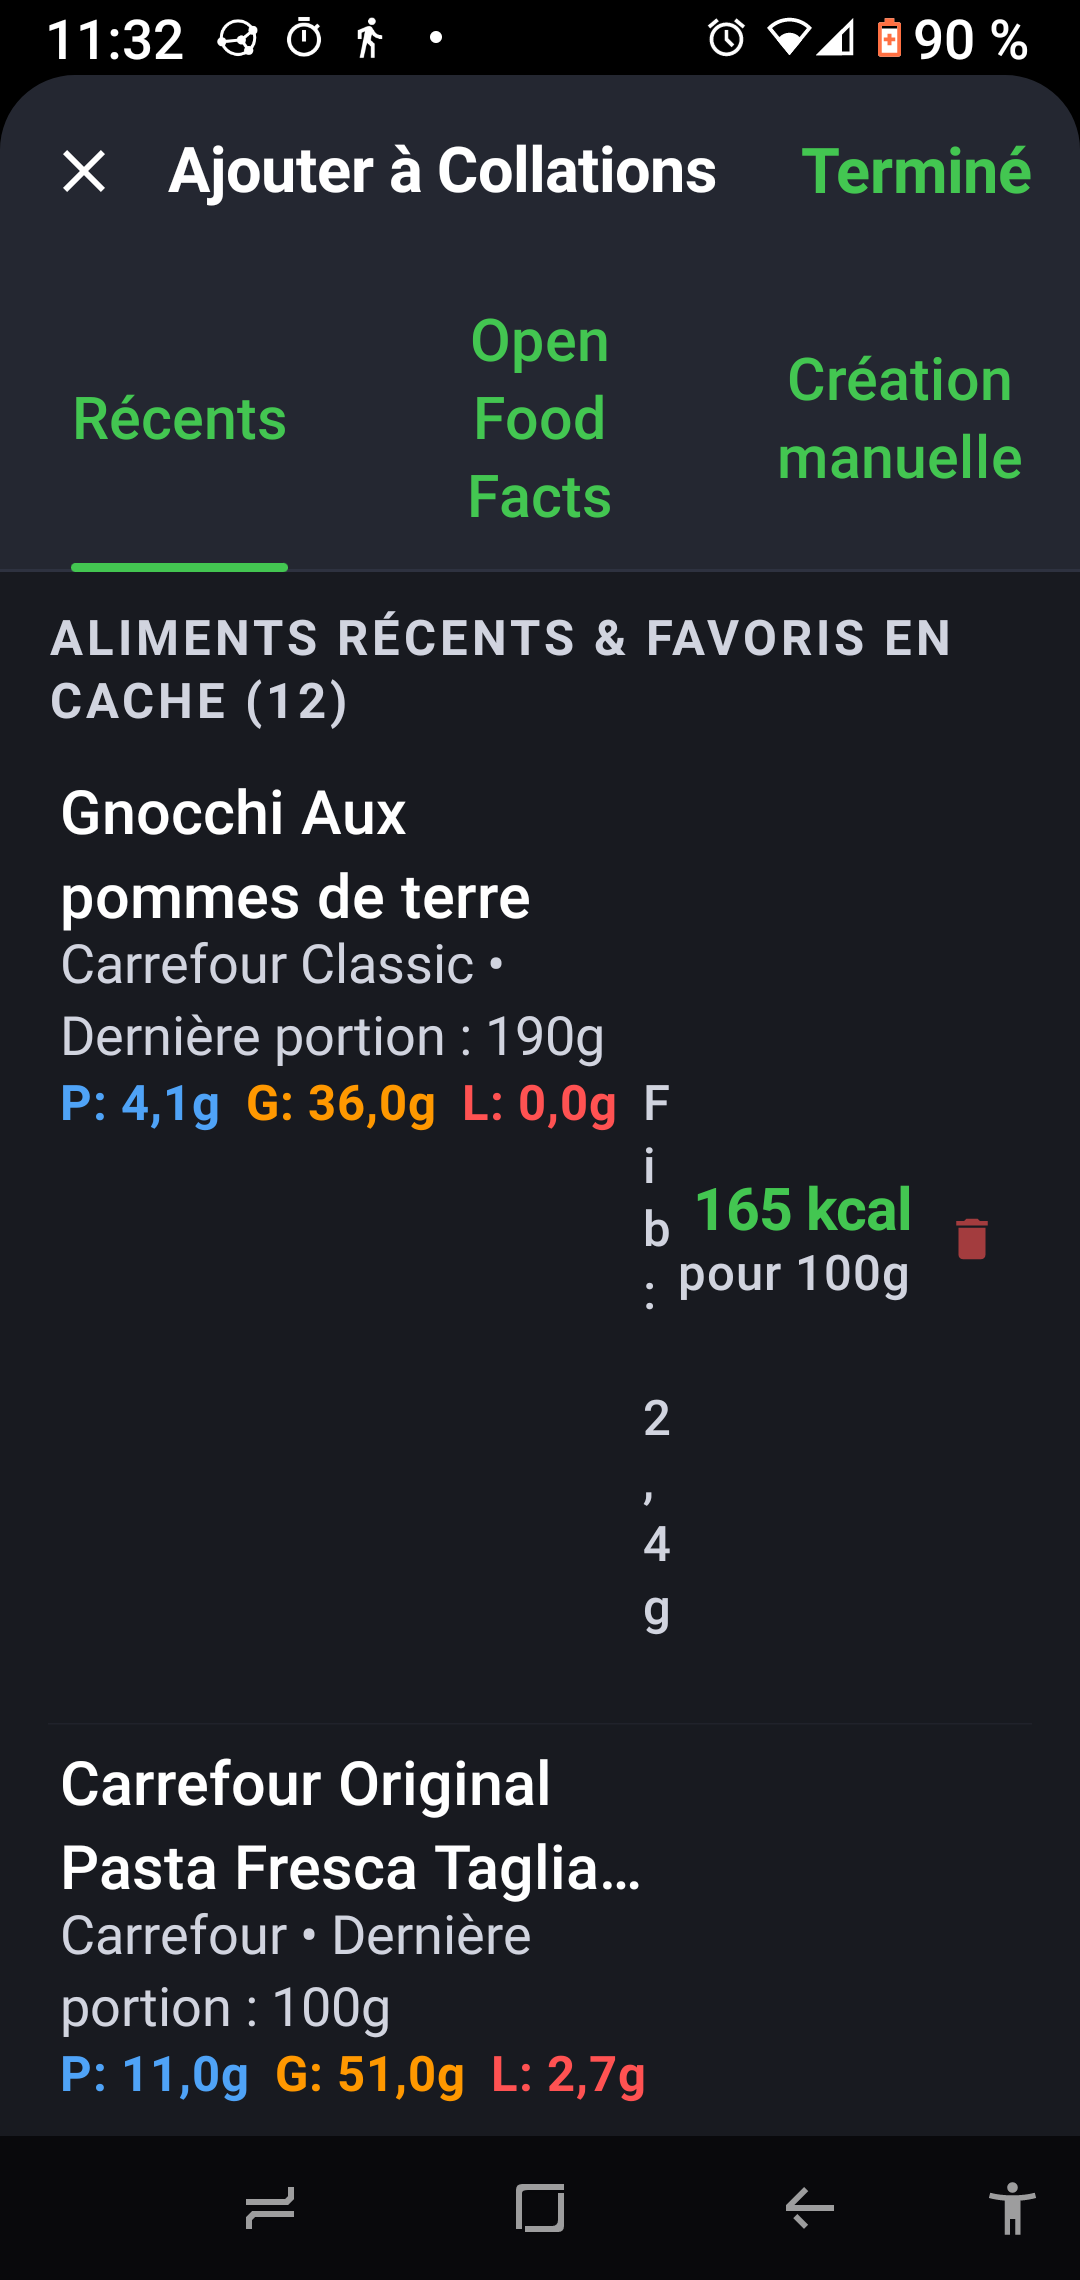 11:32
90 %
Ajouter à Collations
Terminé
Récents
Open
Food
Facts
Création
manuelle
ALIMENTS RÉCENTS & FAVORIS EN
CACHE (12)
Gnocchi Aux
pommes de terre
Carrefour Classic •
Dernière portion : 190g
P: 4,1g G: 36,0g L: 0,0g
F
i
b
:
2
,
4
g
165 kcal
pour 100g
Carrefour Original
Pasta Fresca Taglia…
Carrefour • Dernière
portion : 100g
P: 11,0g G: 51,0g L: 2,7g